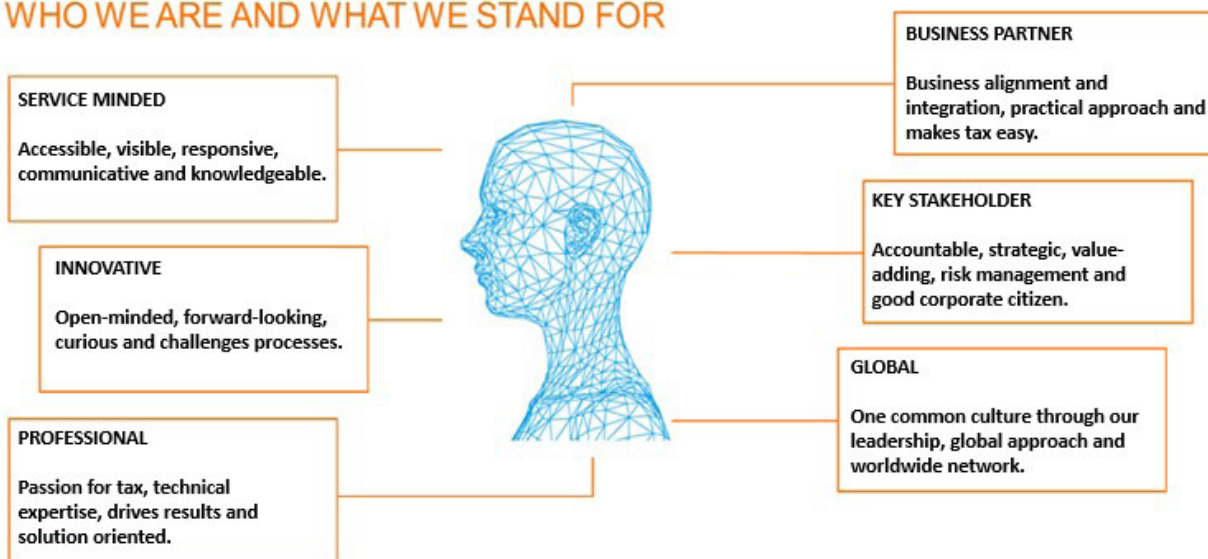 WHO WE ARE AND WHAT WE STAND FOR
SERVICE MINDED
Accessible, visible, responsive,
communicative and knowledgeable.
INNOVATIVE
Open-minded, forward-looking,
curious and challenges processes.
PROFESSIONAL
Passion for tax, technical
expertise, drives results and
solution oriented.
BUSINESS PARTNER
Business alignment and
integration, practical approach and
makes tax easy.
KEY STAKEHOLDER
Accountable, strategic, value-
adding, risk management and
good corporate citizen.
GLOBAL
One common culture through our
leadership, global approach and
worldwide network.